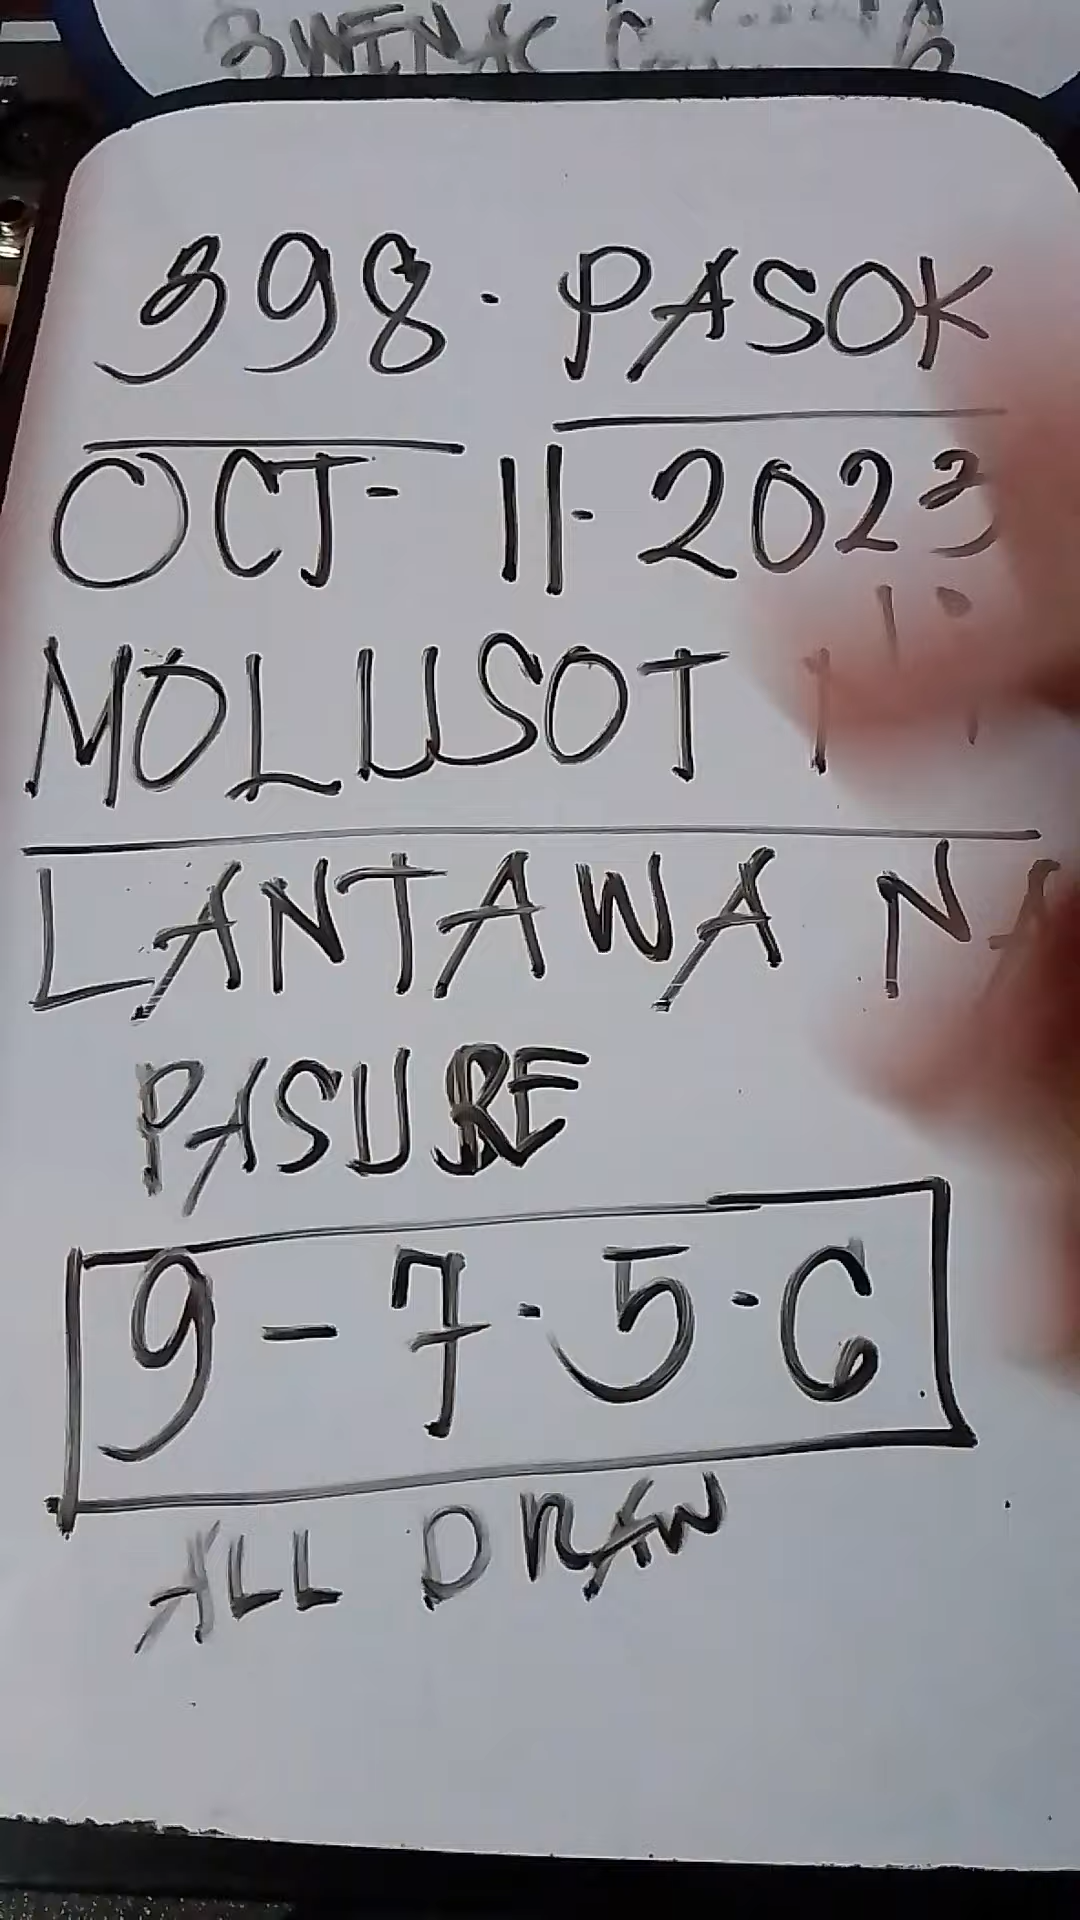 398. PASOK
OCT- 11- 2023
MOLUSOT
LANTAWA NA
PASURE
9-7.5.6
ALL DRAW